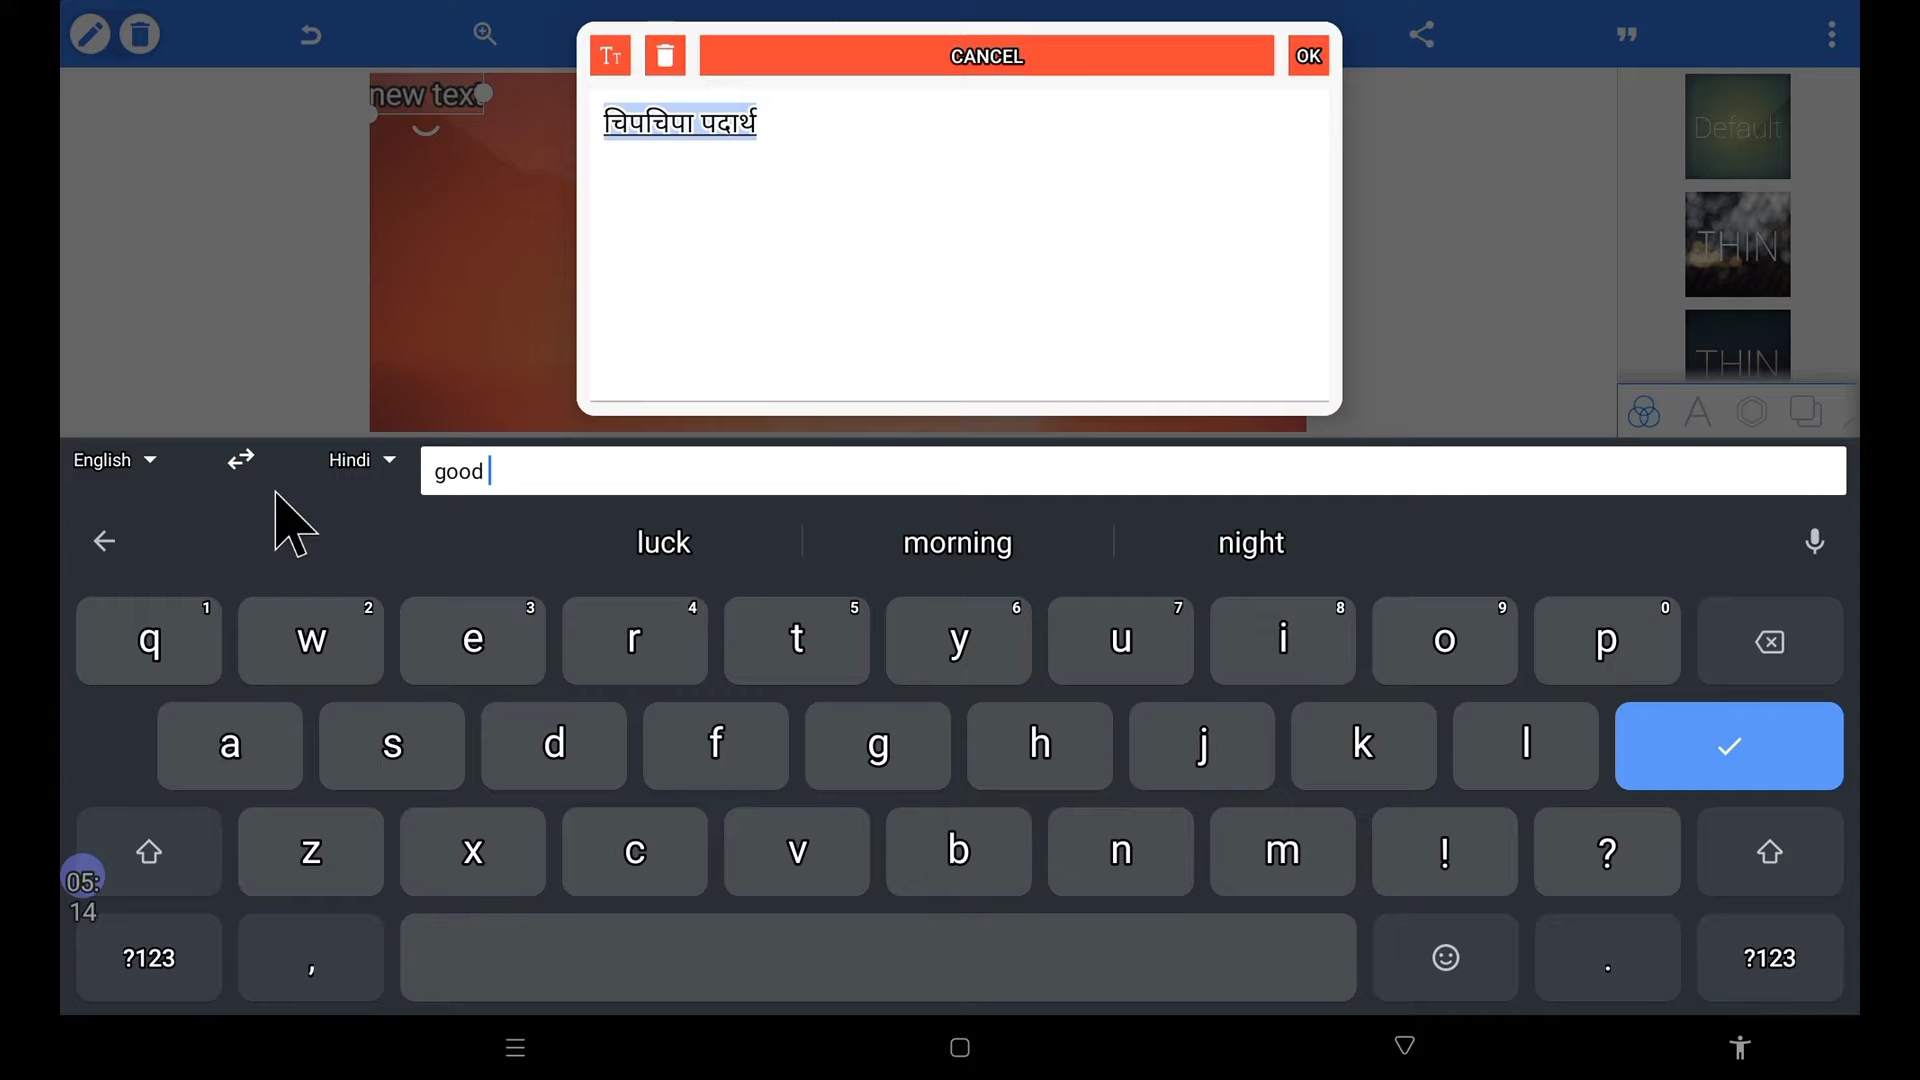 CANCEL
OK
new text
चिपचिपा पदार्थ
Default
THIN
THIN
English
Hindi
good
luck
morning
night
q 1 w 2 e 3 r 4 t 5 y 6 u 7 i 8 o 9 p 0
a s d f g h j k l
z x c v b n m ! ?
05:
14
?123 , . ?123